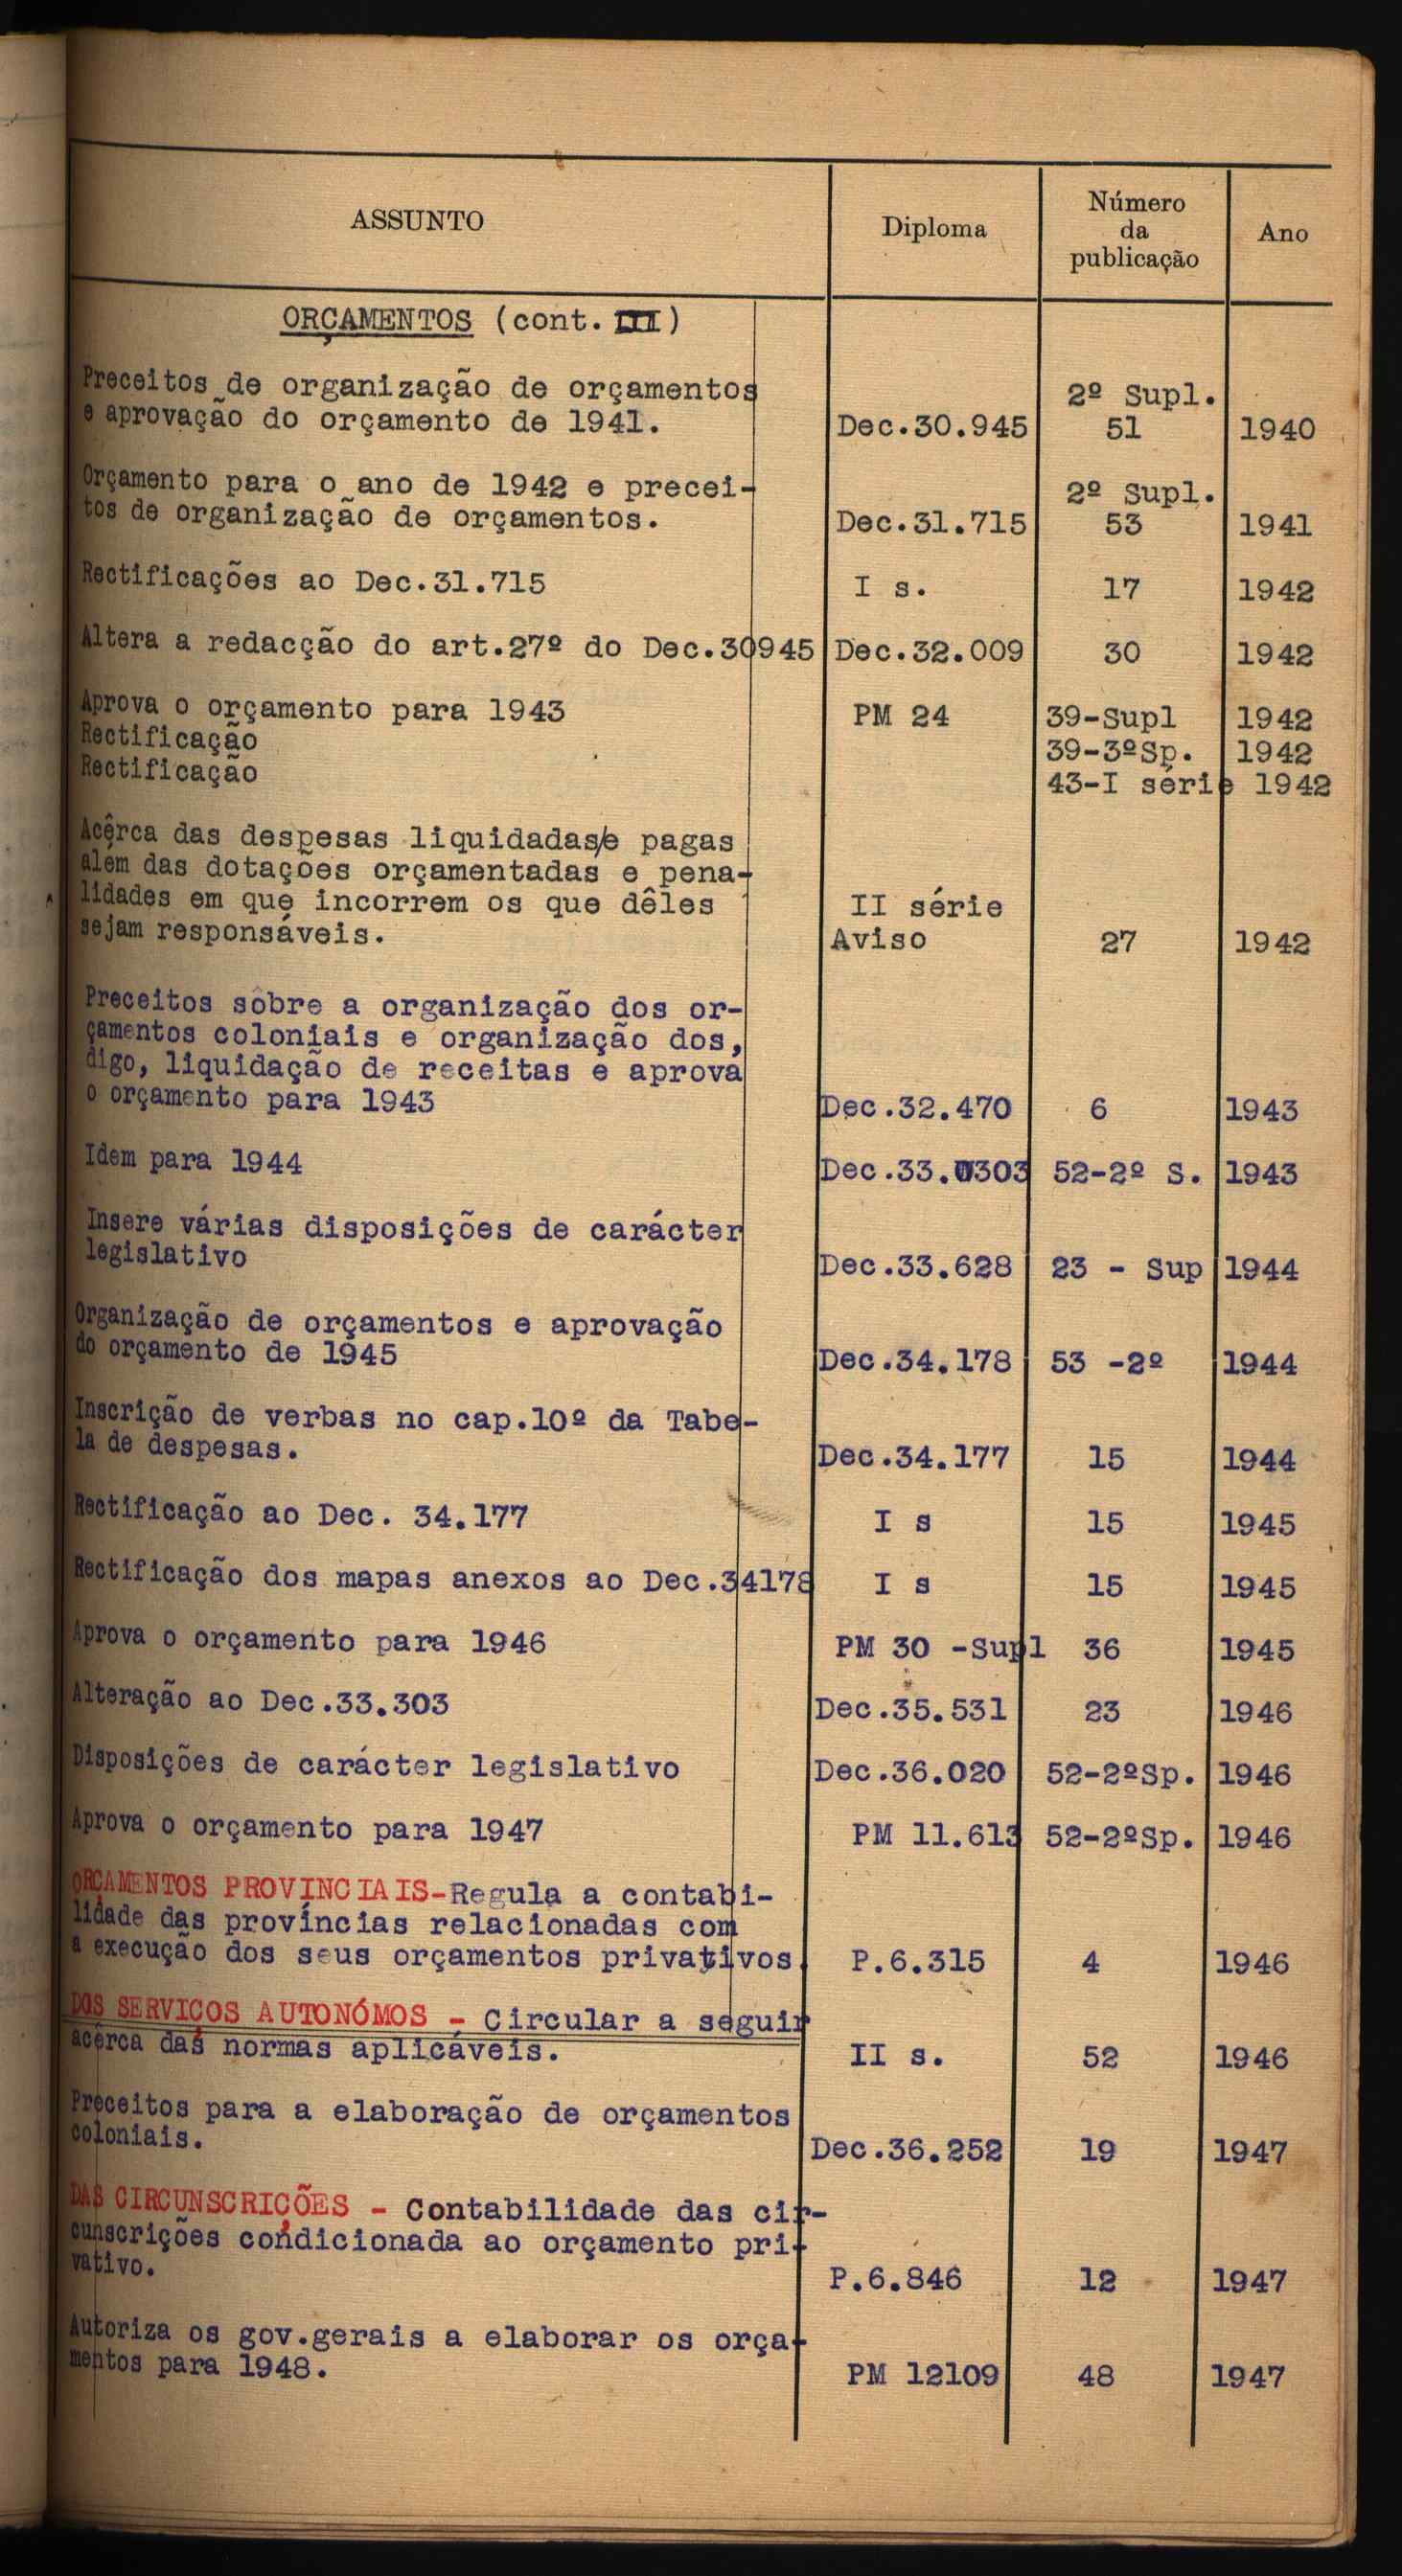 ASSUNTO Diploma Número da publicação Ano
ORÇAMENTOS (cont. III)
Preceitos de organização de orçamentos 2º Supl.
e aprovação do orçamento de 1941. Dec.30.945 51 1940
Orçamento para o ano de 1942 e precei- 2º Supl.
tos de organização de orçamentos. Dec.31.715 53 1941
Rectificações ao Dec.31.715 I s. 17 1942
Altera a redacção do art.27º do Dec.30945 Dec.32.009 30 1942
Aprova o orçamento para 1943 PM 24 39-Supl 1942
Rectificação 39-3ºSp. 1942
Rectificação 43-I série 1942
Acêrca das despesas liquidadas/e pagas
alem das dotações orçamentadas e pena-
lidades em que incorrem os que dêles II série
sejam responsáveis. Aviso 27 1942
Preceitos sôbre a organização dos or-
çamentos coloniais e organização dos,
digo, liquidação de receitas e aprova
o orçamento para 1943 Dec.32.470 6 1943
Idem para 1944 Dec.33.303 52-2º S. 1943
Insere várias disposições de carácter
legislativo Dec.33.628 23 - Sup 1944
Organização de orçamentos e aprovação
do orçamento de 1945 Dec.34.178 53 -2º 1944
Inscrição de verbas no cap.10º da Tabe-
la de despesas. Dec.34.177 15 1944
Rectificação ao Dec. 34.177 I s 15 1945
Rectificação dos mapas anexos ao Dec.34178 I s 15 1945
Aprova o orçamento para 1946 PM 30 -Supl 36 1945
Alteração ao Dec.33.303 Dec.35.531 23 1946
Disposições de carácter legislativo Dec.36.020 52-2ºSp. 1946
Aprova o orçamento para 1947 PM 11.613 52-2ºSp. 1946
ORÇAMENTOS PROVINCIAIS-Regula a contabi-
lidade das províncias relacionadas com
a execução dos seus orçamentos privativos. P.6.315 4 1946
DOS SERVIÇOS AUTONÓMOS - Circular a seguir
acêrca das normas aplicáveis. II s. 52 1946
Preceitos para a elaboração de orçamentos
coloniais. Dec.36.252 19 1947
DAS CIRCUNSCRIÇÕES - Contabilidade das cir-
cunscrições condicionada ao orçamento pri-
vativo. P.6.846 12 1947
Autoriza os gov.gerais a elaborar os orça-
mentos para 1948. PM 12109 48 1947